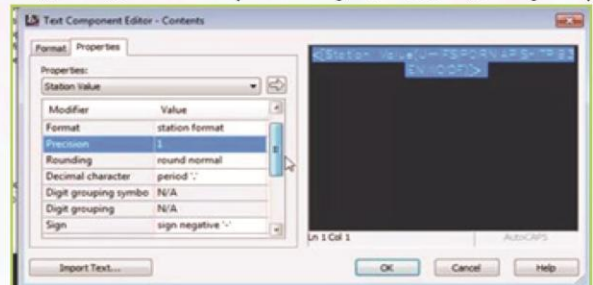 Text Component Editor - Contents
Format Properties
Properties:
Station Value
Modifier Value
Format station format
Precision 1
Rounding round normal
Decimal character period '.'
Digit grouping symbo N/A
Digit grouping N/A
Sign sign negative '-'
<[Station Value(
Ln 1 Col 1 AutoCAPS
Import Text... OK Cancel Help